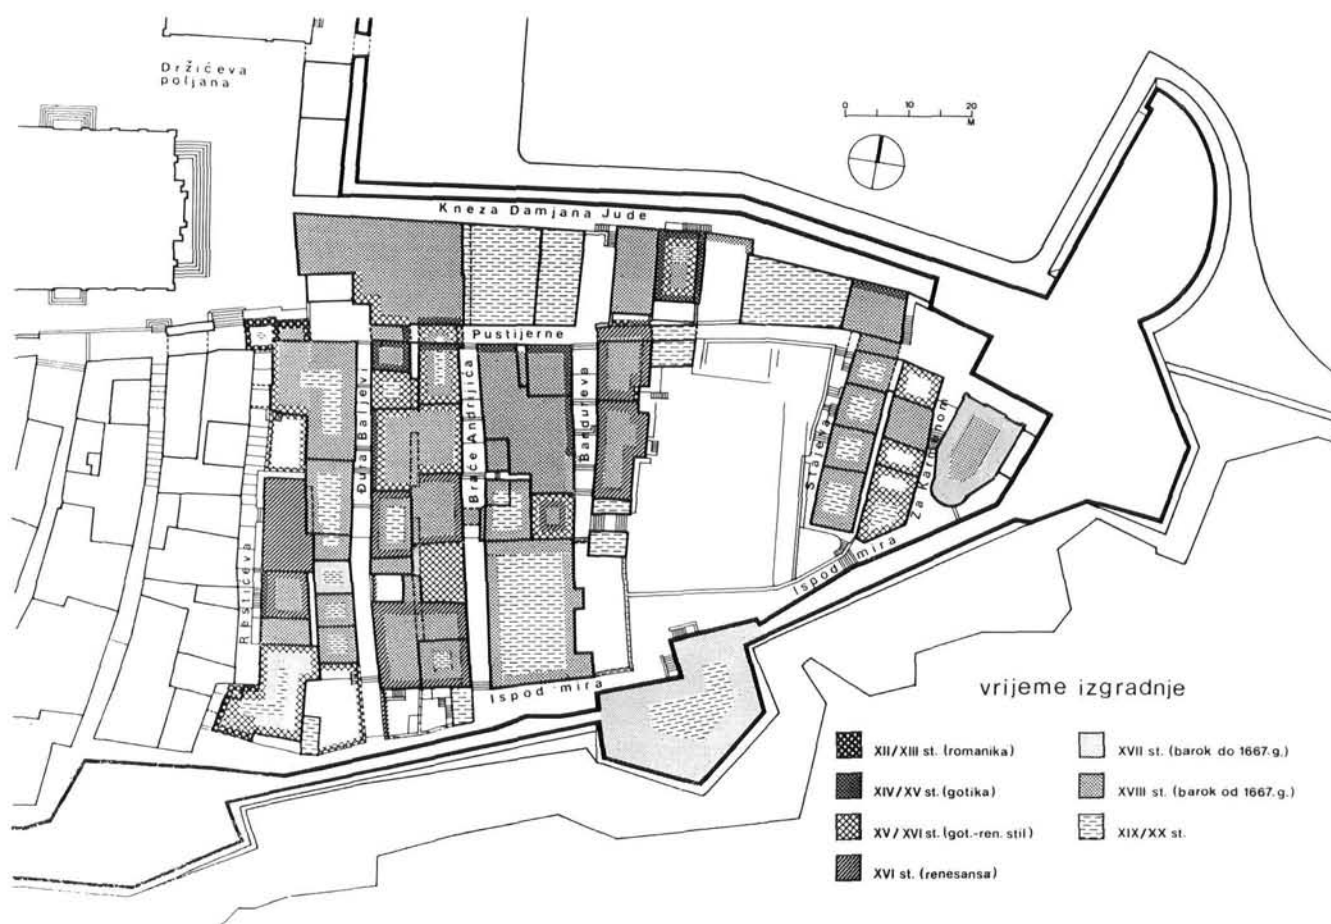 Držićeva
poljana
0 10 20
M
Kneza Damjana Jude
Pustijerne
Đura Baljevi
Braće Andrijića
Bandureva
Stajeva
Za Karmenom
Restićeva
Ispod mira
Ispod mira
vrijeme izgradnje
XII/XIII st. (romanika)
XIV/XV st. (gotika)
XV/XVI st. (got.-ren. stil)
XVI st. (renesansa)
XVII st. (barok do 1667. g.)
XVIII st. (barok od 1667. g.)
XIX/XX st.